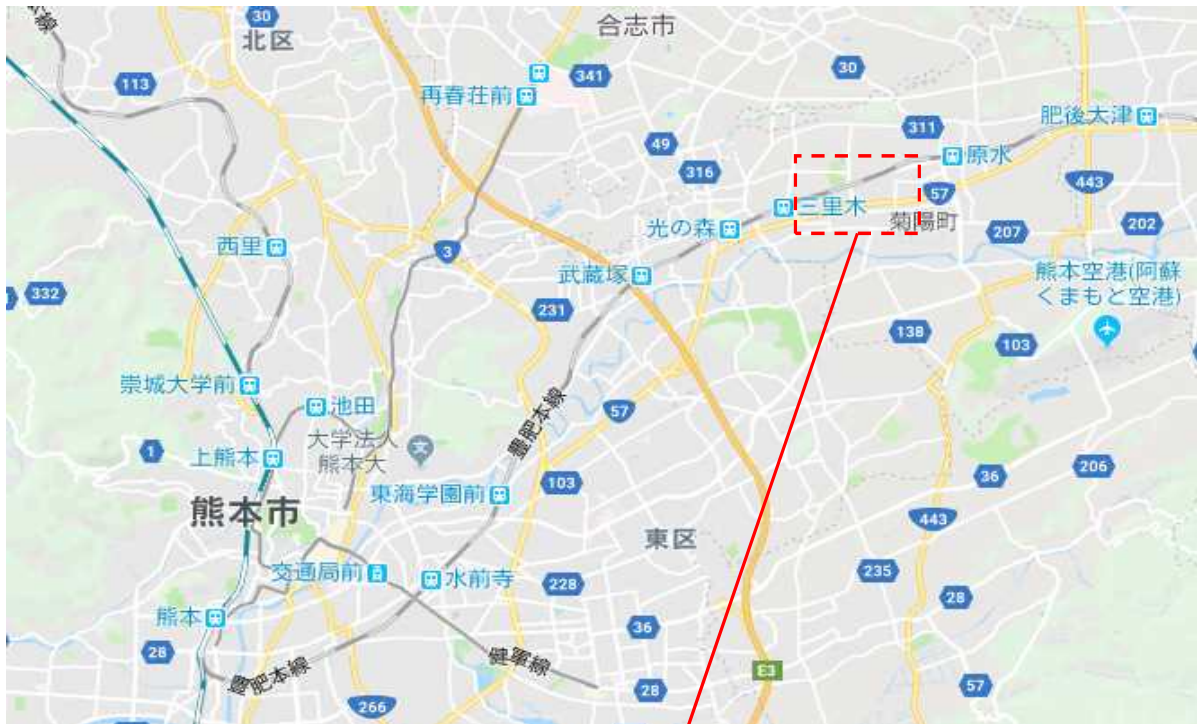 本線
30
北区
合志市
113
再春荘前
341
30
肥後大津
49
311
原水
316
57
443
三里木
菊陽町
光の森
207
202
西里
3
武蔵塚
熊本空港(阿蘇
くまもと空港)
332
231
138
103
崇城大学前
池田
57
豊肥本線
大学法人
熊本大
1
上熊本
東海学園前
103
36
206
熊本市
443
東区
交通局前
水前寺
228
235
28
熊本
36
28
豊肥本線
健軍線
E3
28
266
57